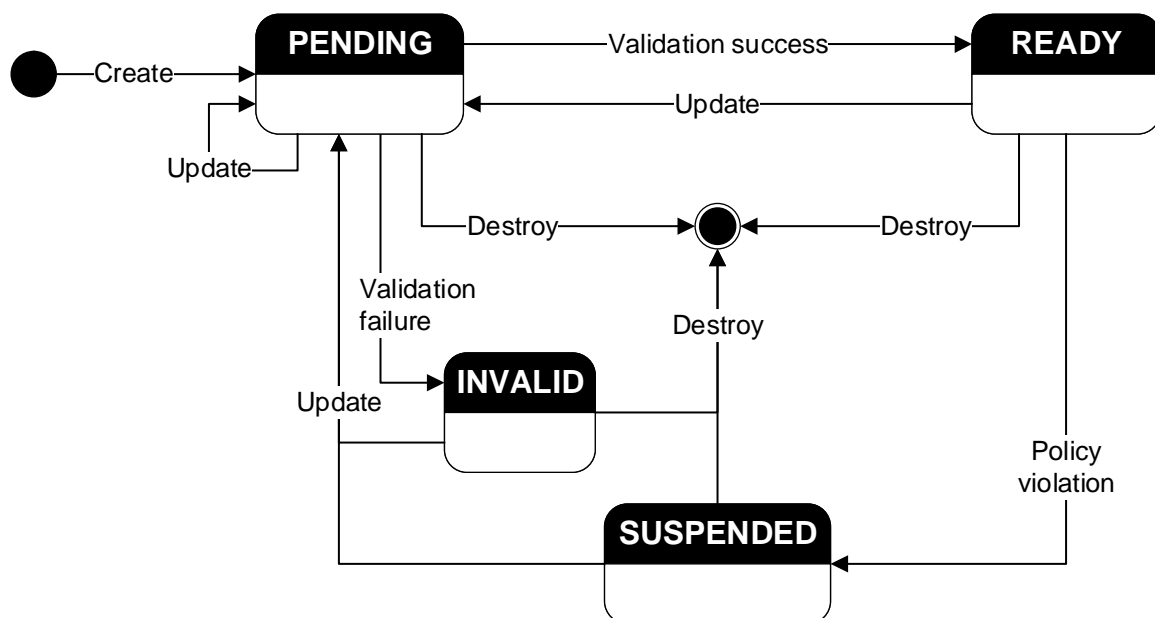 PENDING
Validation success
READY
Create
Update
Update
Destroy
Destroy
Validation
failure
Destroy
INVALID
Update
Policy
violation
SUSPENDED